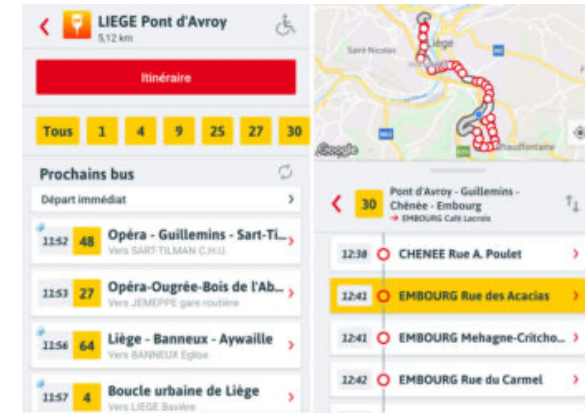 LIEGE Pont d'Avroy
5,12 km
Itinéraire
Tous 1 4 9 25 27 30
Prochains bus
Départ immédiat
11:52 48 Opéra - Guillemins - Sart-Ti...
Vers SART TILMAN C.H.U.
11:53 27 Opéra-Ougrée-Bois de l'Ab...
Vers JEMEPPE gare routière
11:56 64 Liège - Banneux - Aywaille
Vers BANNEUX Eglise
11:57 4 Boucle urbaine de Liège
Vers LIEGE Bavière
Saint-Nicolas
Liège
Chaudfontaine
Google
30 Pont d'Avroy - Guillemins -
Chênée - Embourg
EMBOURG Café Lacroix
12:38 CHENEE Rue A. Poulet
12:41 EMBOURG Rue des Acacias
12:41 EMBOURG Mehagne-Critcho...
12:42 EMBOURG Rue du Carmel